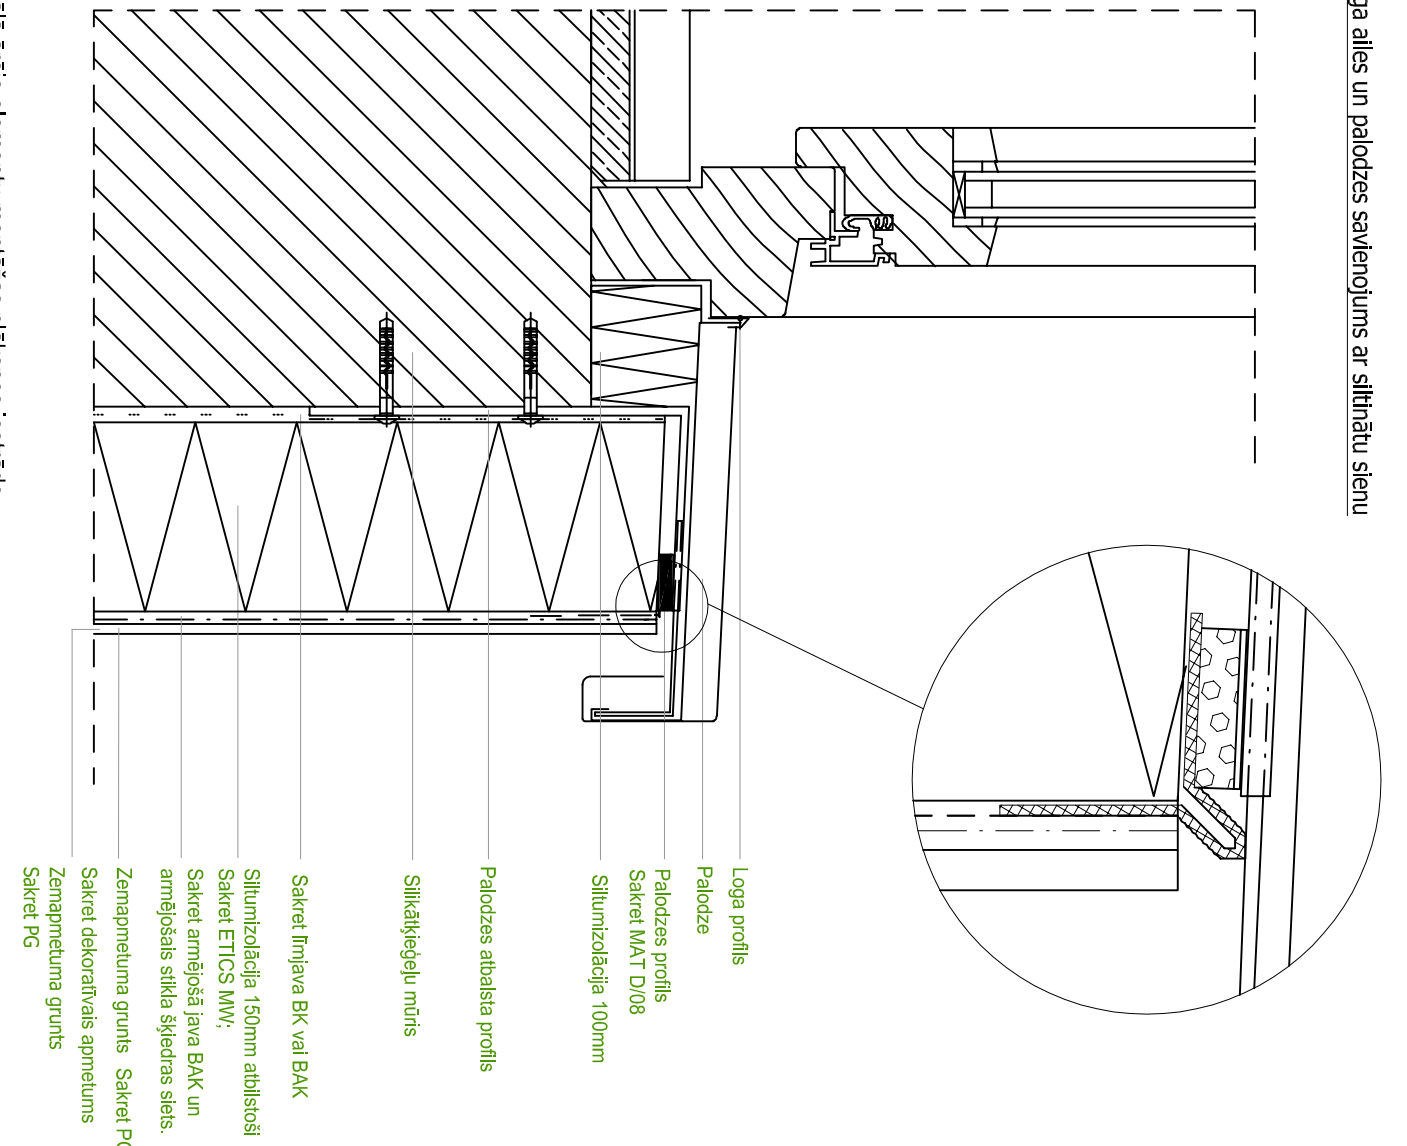 ailes un palodzes savienojums ar siltinātu sienu
Loga profils
Palodze
Palodzes profils
Sakret MAT D/08
Siltumizolācija 100mm
Palodzes atbalsta profils
Silikātķieģeļu mūris
Sakret līmjava BK vai BAK
Siltumizolācija 150mm atbilstoši
Sakret ETICS MW;
Sakret armējošā java BAK un
armējošais stikla šķiedras siets.
Zemapmetuma grunts Sakret
Sakret dekoratīvais apmetums
Zemapmetuma grunts
Sakret PG